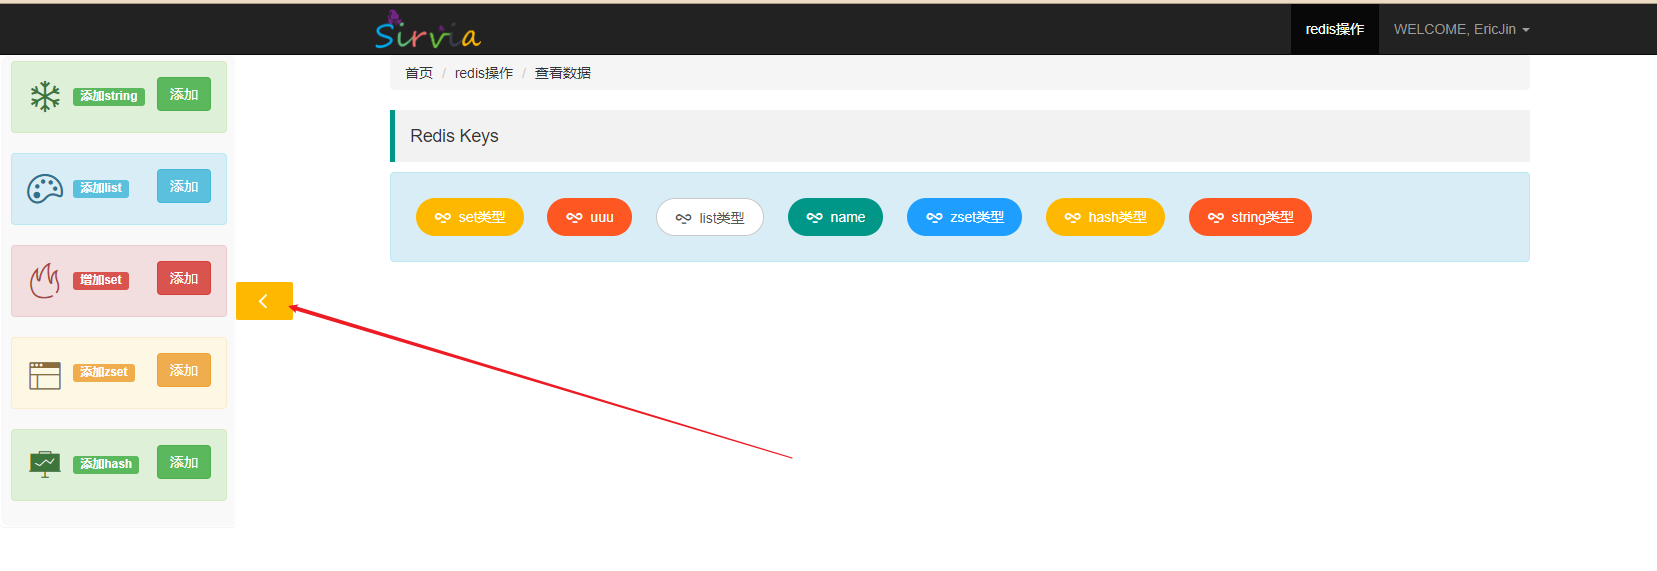 Sirvia
redis操作
WELCOME, EricJin
首页 / redis操作 / 查看数据
添加string
添加
添加list
添加
增加set
添加
添加zset
添加
添加hash
添加
Redis Keys
set类型
uuu
list类型
name
zset类型
hash类型
string类型